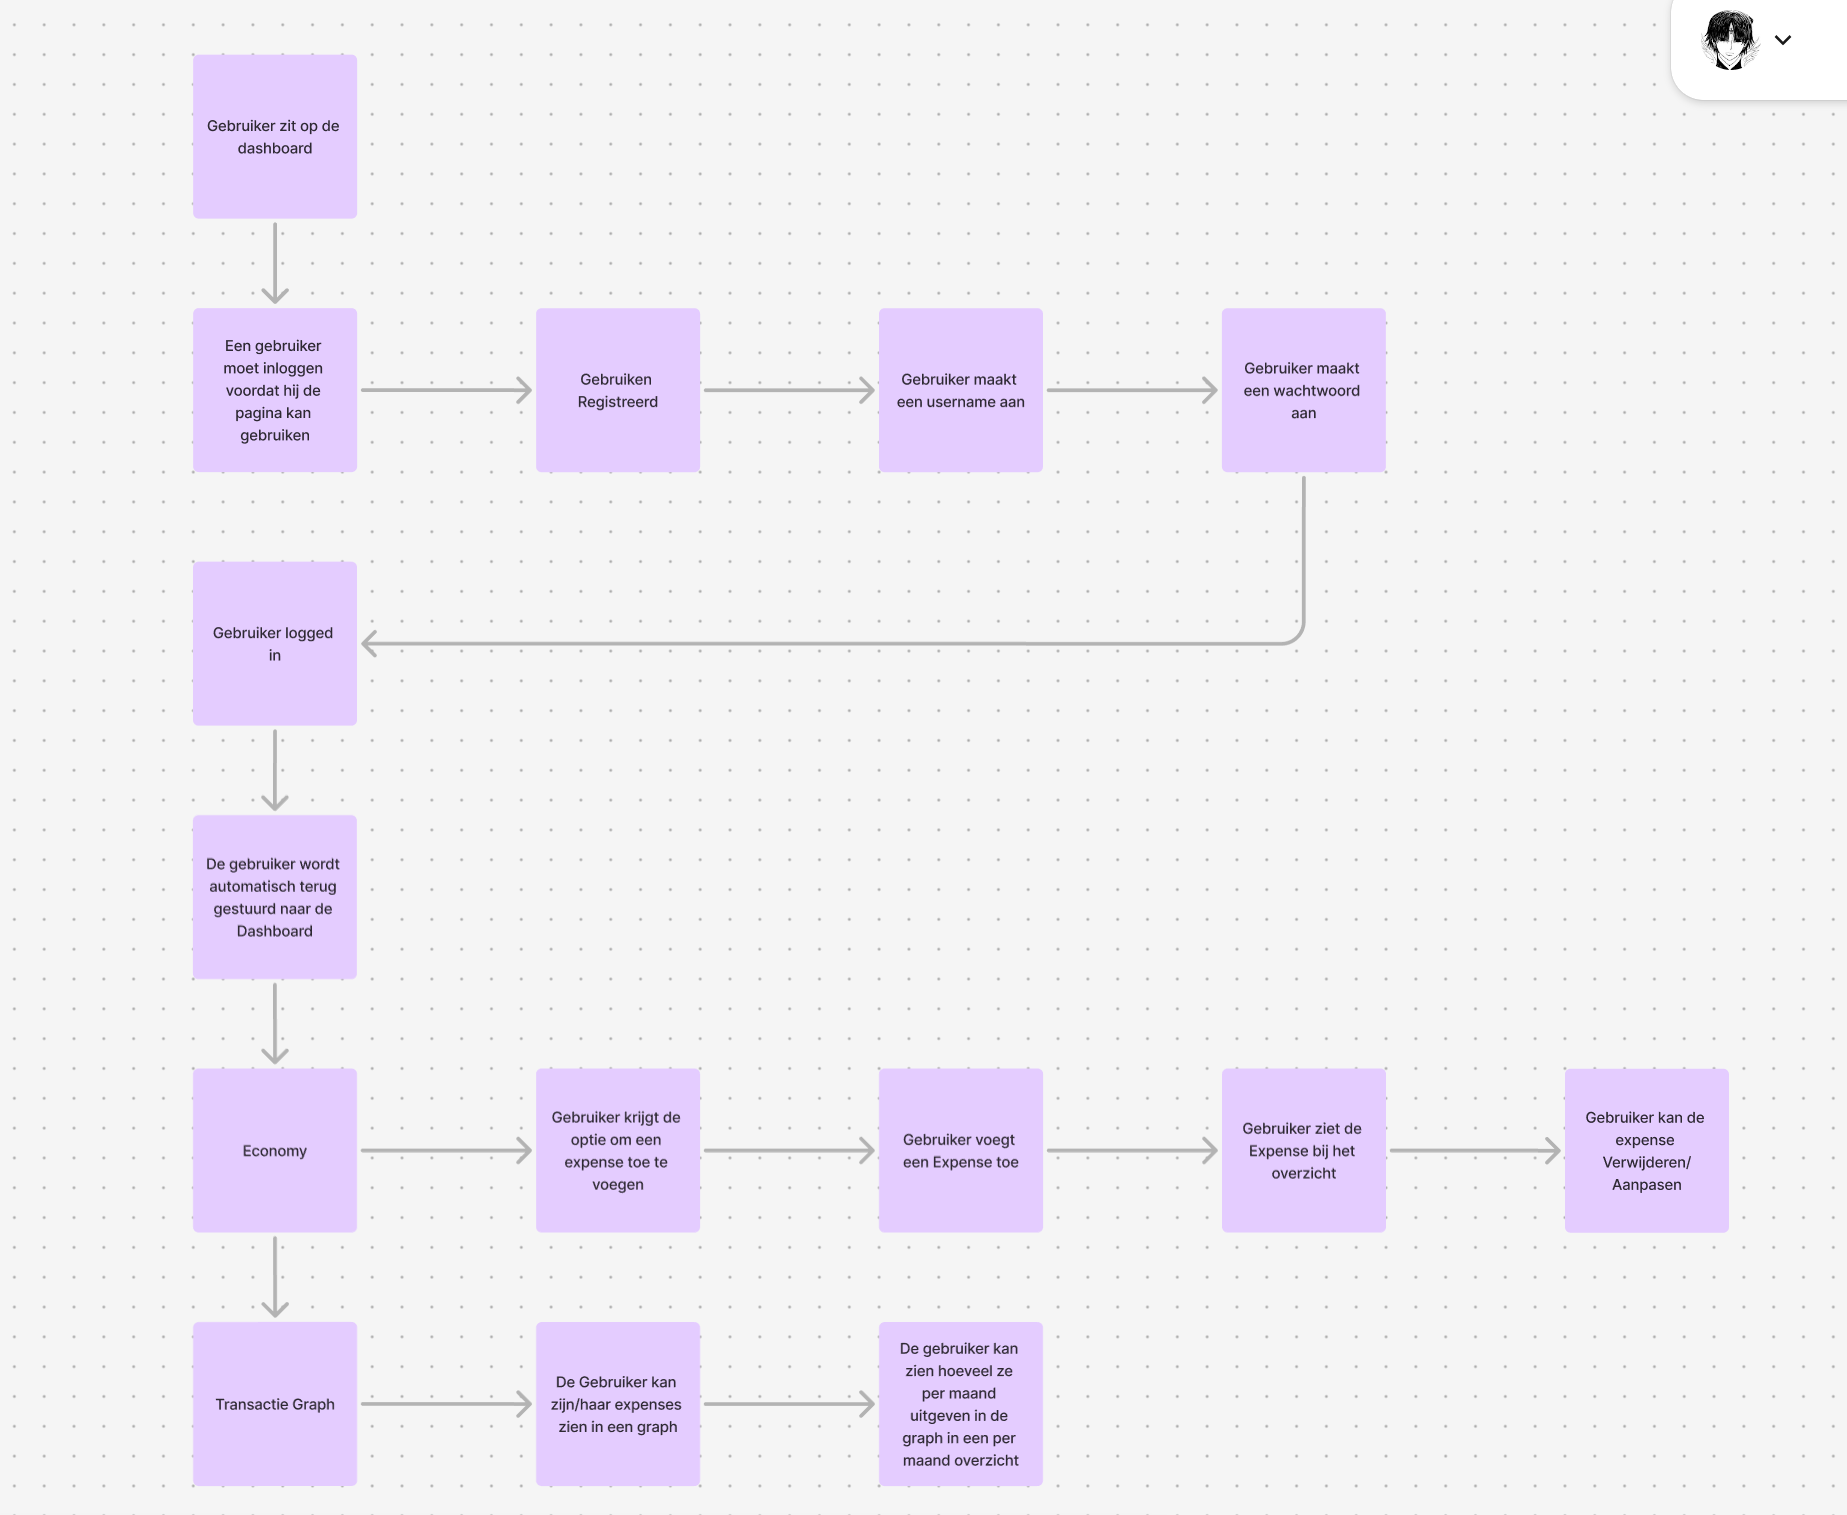 Gebruiker zit op de
dashboard
Een gebruiker
moet inloggen
voordat hij de
pagina kan
gebruiken
Gebruiken
Registreerd
Gebruiker maakt
een username aan
Gebruiker maakt
een wachtwoord
aan
Gebruiker logged
in
De gebruiker wordt
automatisch terug
gestuurd naar de
Dashboard
Economy
Gebruiker krijgt de
optie om een
expense toe te
voegen
Gebruiker voegt
een Expense toe
Gebruiker ziet de
Expense bij het
overzicht
Gebruiker kan de
expense
Verwijderen/
Aanpasen
Transactie Graph
De Gebruiker kan
zijn/haar expenses
zien in een graph
De gebruiker kan
zien hoeveel ze
per maand
uitgeven in de
graph in een per
maand overzicht